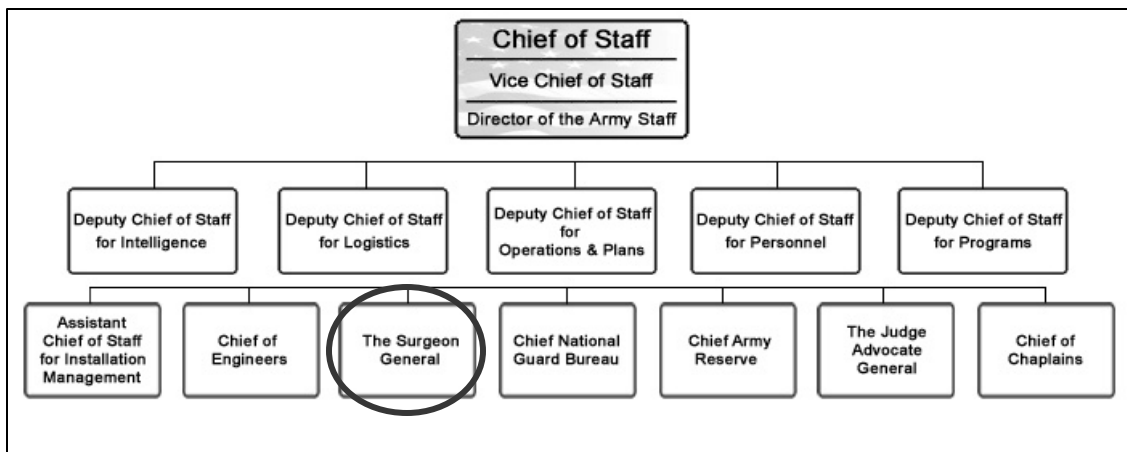 Chief of Staff
Vice Chief of Staff
Director of the Army Staff
Deputy Chief of Staff
for Intelligence
Deputy Chief of Staff
for Logistics
Deputy Chief of Staff
for
Operations & Plans
Deputy Chief of Staff
for Personnel
Deputy Chief of Staff
for Programs
Assistant
Chief of Staff
for Installation
Management
Chief of
Engineers
The Surgeon
General
Chief National
Guard Bureau
Chief Army
Reserve
The Judge
Advocate
General
Chief of
Chaplains